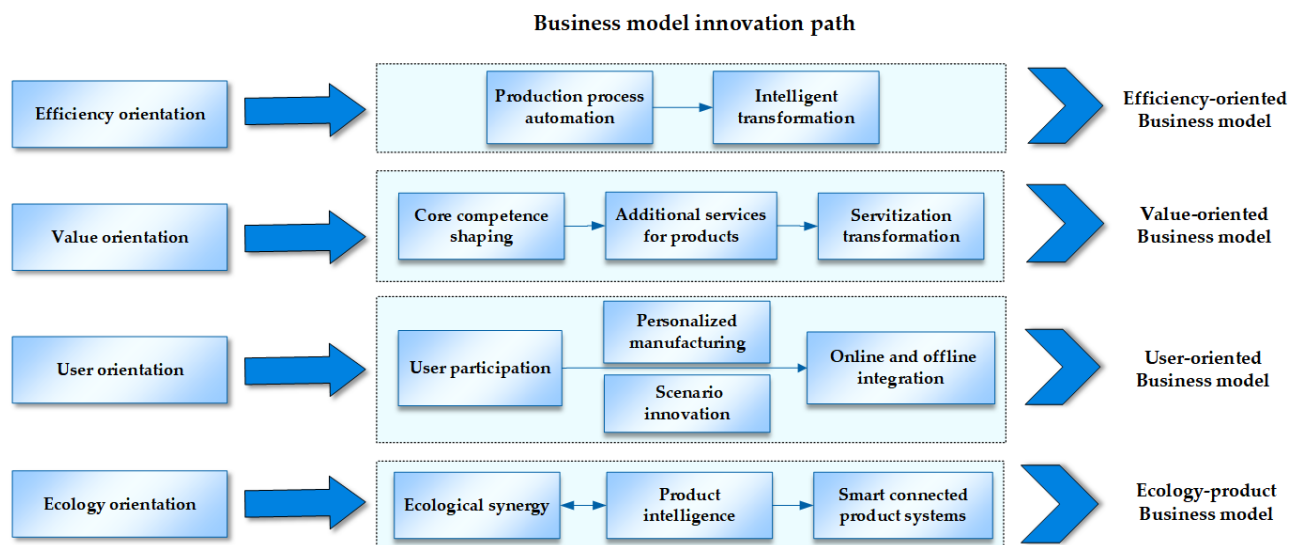 Business model innovation path
Efficiency orientation
Production process
automation
Intelligent
transformation
Efficiency-oriented
Business model
Value orientation
Core competence
shaping
Additional services
for products
Servitization
transformation
Value-oriented
Business model
User orientation
User participation
Personalized
manufacturing
Scenario
innovation
Online and offline
integration
User-oriented
Business model
Ecology orientation
Ecological synergy
Product
intelligence
Smart connected
product systems
Ecology-product
Business model